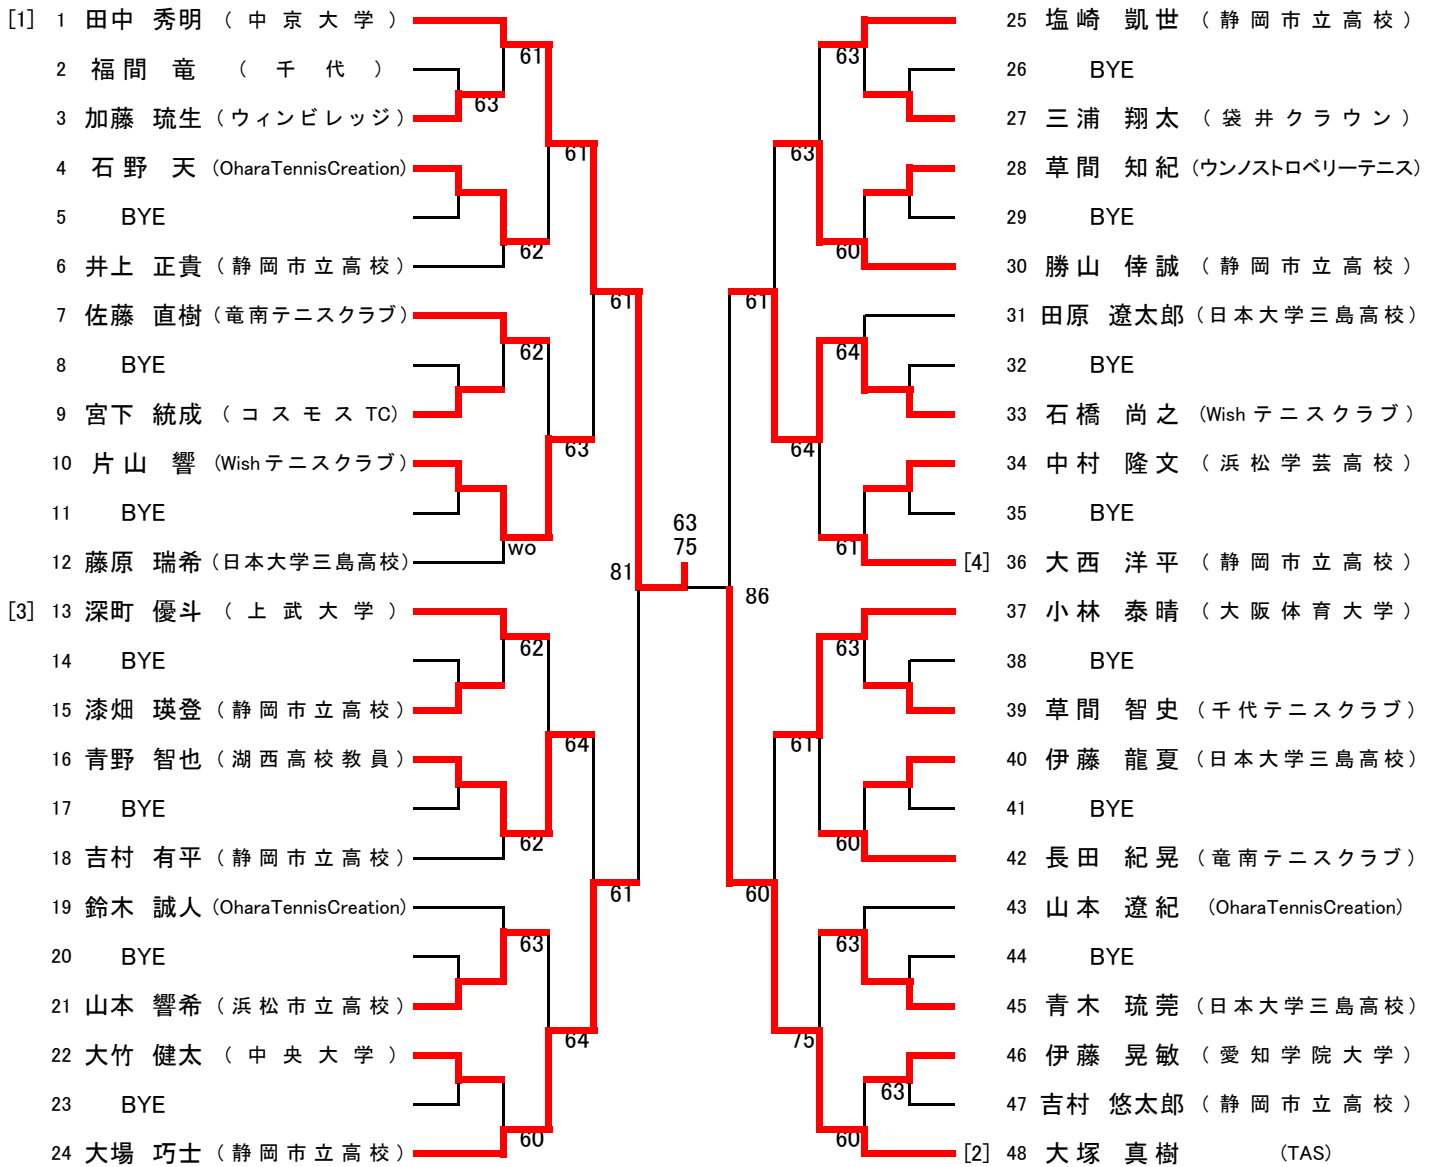 [1] 1 田中 秀明 (中京大学)
2 福間 竜 (千代)
3 加藤 琉生 (ウィンビレッジ)
4 石野 天 (OharaTennisCreation)
5 BYE
6 井上 正貴 (静岡市立高校)
7 佐藤 直樹 (竜南テニスクラブ)
8 BYE
9 宮下 統成 (コスモスTC)
10 片山 響 (Wishテニスクラブ)
11 BYE
12 藤原 瑞希 (日本大学三島高校)
[3] 13 深町 優斗 (上武大学)
14 BYE
15 漆畑 瑛登 (静岡市立高校)
16 青野 智也 (湖西高校教員)
17 BYE
18 吉村 有平 (静岡市立高校)
19 鈴木 誠人 (OharaTennisCreation)
20 BYE
21 山本 響希 (浜松市立高校)
22 大竹 健太 (中央大学)
23 BYE
24 大場 巧士 (静岡市立高校)
63
61
62
62
wo
62
62
63
60
61
63
64
64
61
61
81
63
75
86
61
60
63
64
61
75
63
60
64
61
63
60
63
63
60
25 塩崎 凱世 (静岡市立高校)
26 BYE
27 三浦 翔太 (袋井クラウン)
28 草間 知紀 (ウンノストロベリーテニス)
29 BYE
30 勝山 倖誠 (静岡市立高校)
31 田原 遼太郎 (日本大学三島高校)
32 BYE
33 石橋 尚之 (Wishテニスクラブ)
34 中村 隆文 (浜松学芸高校)
35 BYE
[4] 36 大西 洋平 (静岡市立高校)
37 小林 泰晴 (大阪体育大学)
38 BYE
39 草間 智史 (千代テニスクラブ)
40 伊藤 龍夏 (日本大学三島高校)
41 BYE
42 長田 紀晃 (竜南テニスクラブ)
43 山本 遼紀 (OharaTennisCreation)
44 BYE
45 青木 琉莞 (日本大学三島高校)
46 伊藤 晃敏 (愛知学院大学)
47 吉村 悠太郎 (静岡市立高校)
[2] 48 大塚 真樹 (TAS)